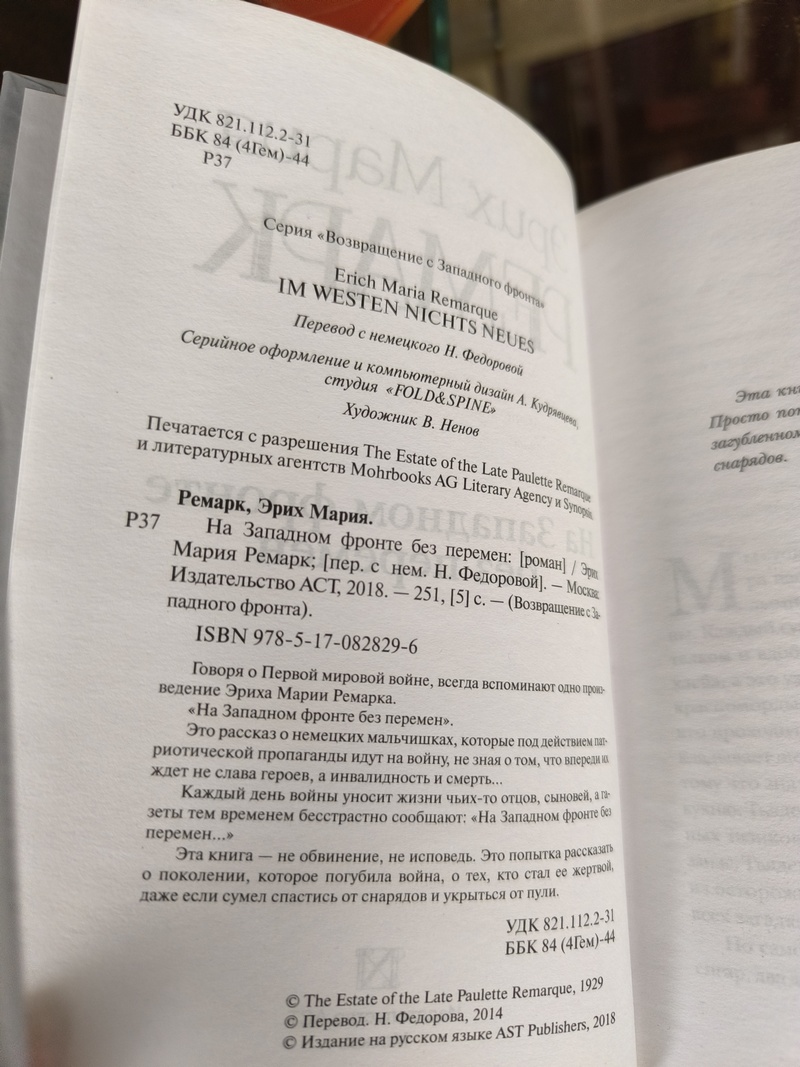 УДК 821.112.2-31
ББК 84 (4Гем)-44
Р37
Серия «Возвращение с Западного фронта»
Erich Maria Remarque
IM WESTEN NICHTS NEUES
Перевод с немецкого Н. Федоровой
Серийное оформление и компьютерный дизайн А. Кудрявцева,
студия «FOLD&SPINE»
Художник В. Ненов
Печатается с разрешения The Estate of the Late Paulette Remarque
и литературных агентств Mohrbooks AG Literary Agency и Synopsis.
Ремарк, Эрих Мария.
Р37 На Западном фронте без перемен: [роман] / Эрих
Мария Ремарк; [пер. с нем. Н. Федоровой]. — Москва:
Издательство АСТ, 2018. — 251, [5] с. — (Возвращение с За-
падного фронта).
ISBN 978-5-17-082829-6
Говоря о Первой мировой войне, всегда вспоминают одно произ-
ведение Эриха Марии Ремарка.
«На Западном фронте без перемен».
Это рассказ о немецких мальчишках, которые под действием пат-
риотической пропаганды идут на войну, не зная о том, что впереди их
ждет не слава героев, а инвалидность и смерть...
Каждый день войны уносит жизни чьих-то отцов, сыновей, а га-
зеты тем временем бесстрастно сообщают: «На Западном фронте без
перемен...»
Эта книга — не обвинение, не исповедь. Это попытка рассказать
о поколении, которое погубила война, о тех, кто стал ее жертвой,
даже если сумел спастись от снарядов и укрыться от пули.
УДК 821.112.2-31
ББК 84 (4Гем)-44
© The Estate of the Late Paulette Remarque, 1929
© Перевод. Н. Федорова, 2014
© Издание на русском языке AST Publishers, 2018
Эта
Просто
загубленном
снарядов.